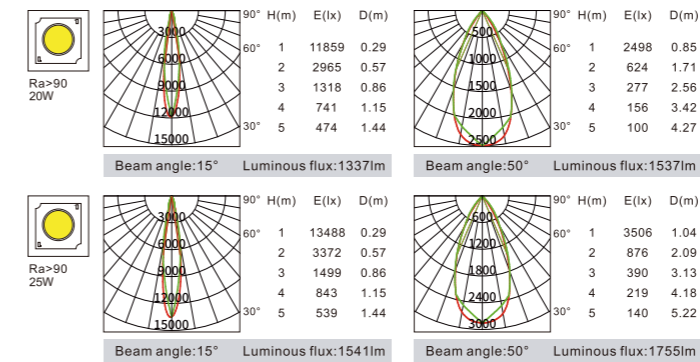 90° H(m) E(lx) D(m)
3000
60° 1 11859 0.29
6000
2 2965 0.57
9000
3 1318 0.86
12000
4 741 1.15
30° 5 474 1.44
15000
Ra>90
20W
Beam angle:15° Luminous flux:1337lm
90° H(m) E(lx) D(m)
500
60° 1 2498 0.85
1000
2 624 1.71
1500
3 277 2.56
2000
4 156 3.42
30° 5 100 4.27
2500
Beam angle:50° Luminous flux:1537lm
90° H(m) E(lx) D(m)
3000
60° 1 13488 0.29
6000
2 3372 0.57
9000
3 1499 0.86
12000
4 843 1.15
30° 5 539 1.44
15000
Ra>90
25W
Beam angle:15° Luminous flux:1541lm
90° H(m) E(lx) D(m)
600
60° 1 3506 1.04
1200
2 876 2.09
1800
3 390 3.13
2400
4 219 4.18
30° 5 140 5.22
3000
Beam angle:50° Luminous flux:1755lm